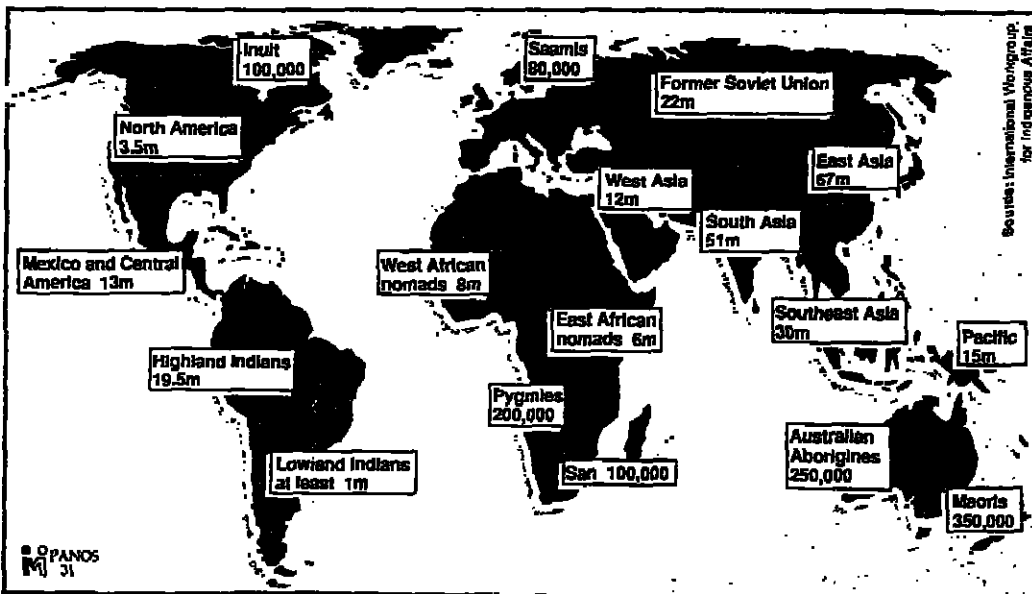 Inuit
100,000
Saamis
80,000
Former Soviet Union
22m
North America
3.5m
East Asia
67m
West Asia
12m
South Asia
51m
Mexico and Central
America 13m
West African
nomads 8m
East African
nomads 6m
Southeast Asia
30m
Pacific
15m
Highland Indians
19.5m
Pygmies
200,000
Australian
Aborigines
250,000
Lowland Indians
at least 1m
San 100,000
Maoris
350,000
PANOS
31
Source: International Workgroup
for Indigenous Affairs